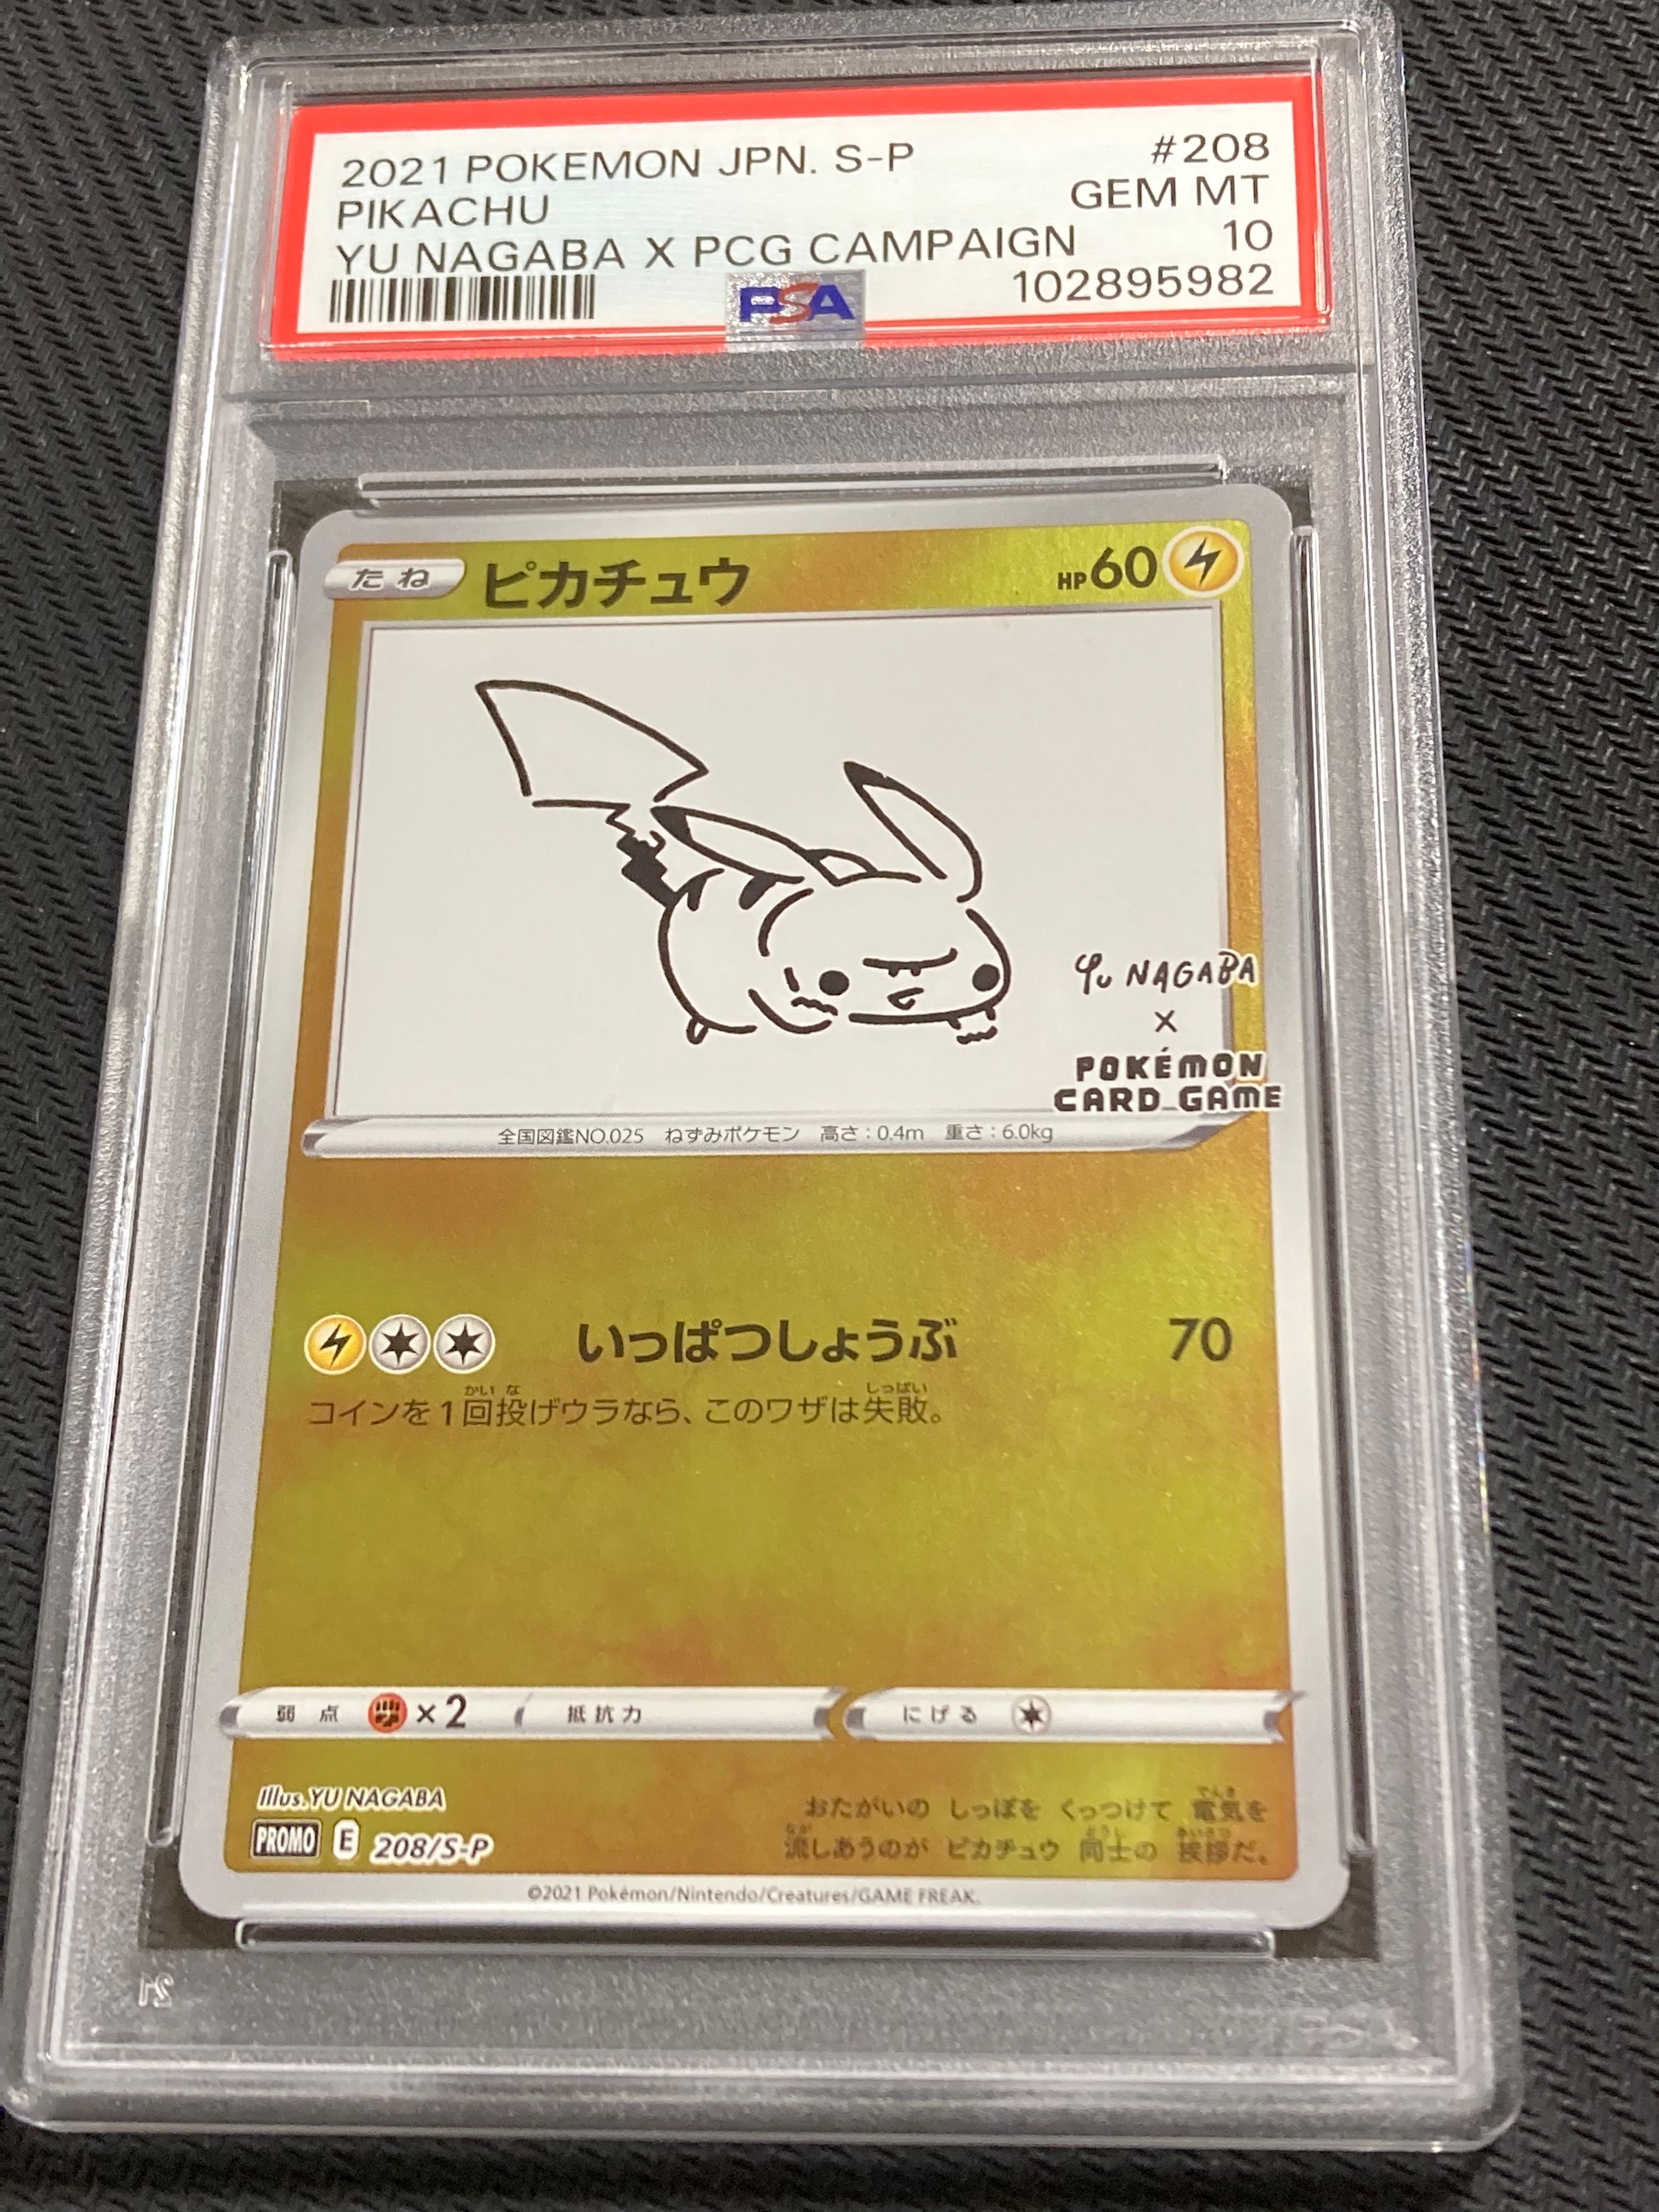 2021 POKEMON JPN. S-P #208
PIKACHU GEM MT
YU NAGABA X PCG CAMPAIGN 10
PSA 102895982
たね ピカチュウ HP60
YU NAGABA
×
POKÉMON
CARD GAME
全国図鑑NO.025 ねずみポケモン 高さ:0.4m 重さ:6.0kg
いっぱつしょうぶ 70
コインを1回投げウラなら、このワザは失敗。
弱点 ×2 抵抗力 にげる
Illus.YU NAGABA
PROMO E 208/S-P
おたがいの しっぽを くっつけて 電気を
流しあうのが ピカチュウ 同士の 挨拶だ。
©2021 Pokémon/Nintendo/Creatures/GAME FREAK.